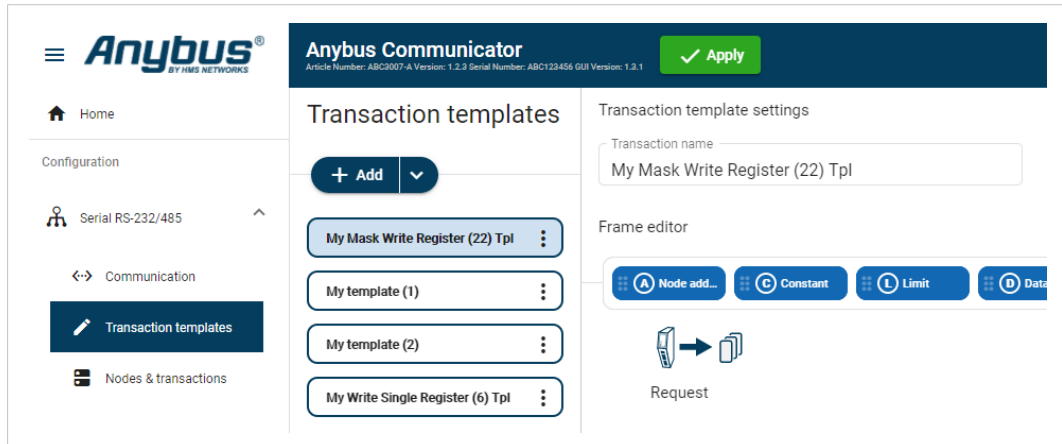 Anybus®
BY HMS NETWORKS
Anybus Communicator
Article Number: ABC3007-A Version: 1.2.3 Serial Number: ABC123456 GUI Version: 1.3.1
Apply
Home
Configuration
Serial RS-232/485
Communication
Transaction templates
Nodes & transactions
Transaction templates
+ Add
My Mask Write Register (22) Tpl
My template (1)
My template (2)
My Write Single Register (6) Tpl
Transaction template settings
Transaction name
My Mask Write Register (22) Tpl
Frame editor
A Node add...
C Constant
L Limit
D Data
Request